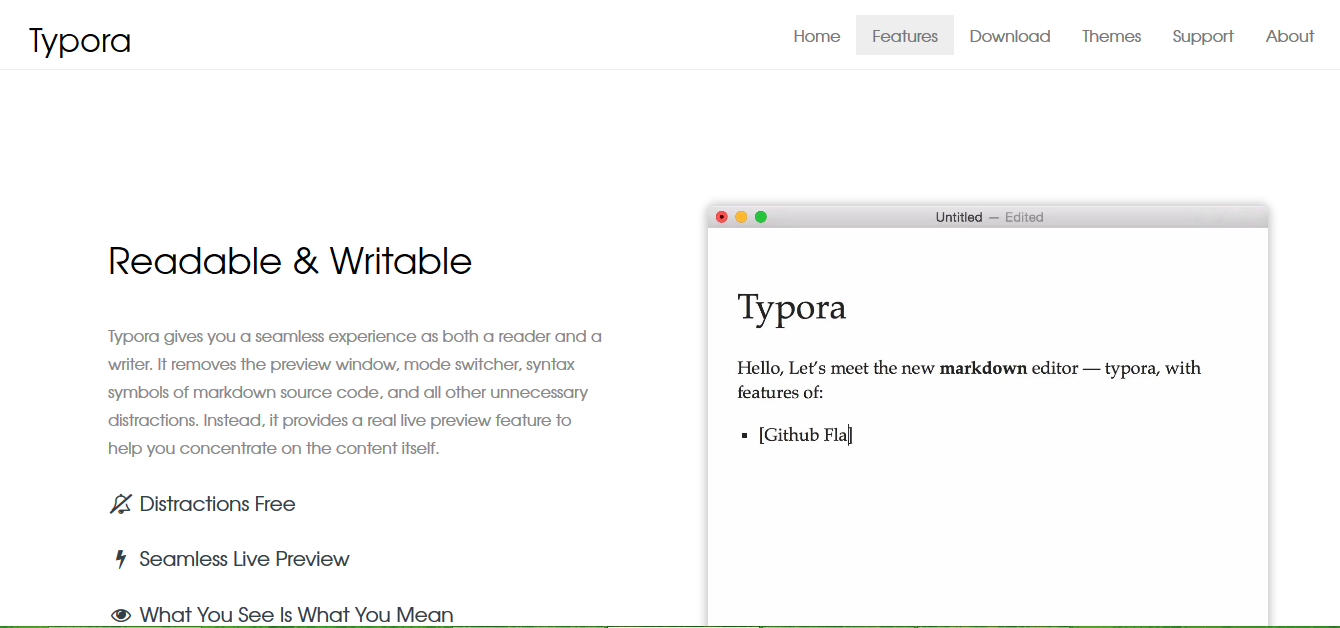 Typora
Home Features Download Themes Support About
Readable & Writable
Typora gives you a seamless experience as both a reader and a
writer. It removes the preview window, mode switcher, syntax
symbols of markdown source code, and all other unnecessary
distractions. Instead, it provides a real live preview feature to
help you concentrate on the content itself.
Distractions Free
Seamless Live Preview
What You See Is What You Mean
Untitled — Edited
Typora
Hello, Let’s meet the new markdown editor — typora, with
features of:
▪ [Github Fla]